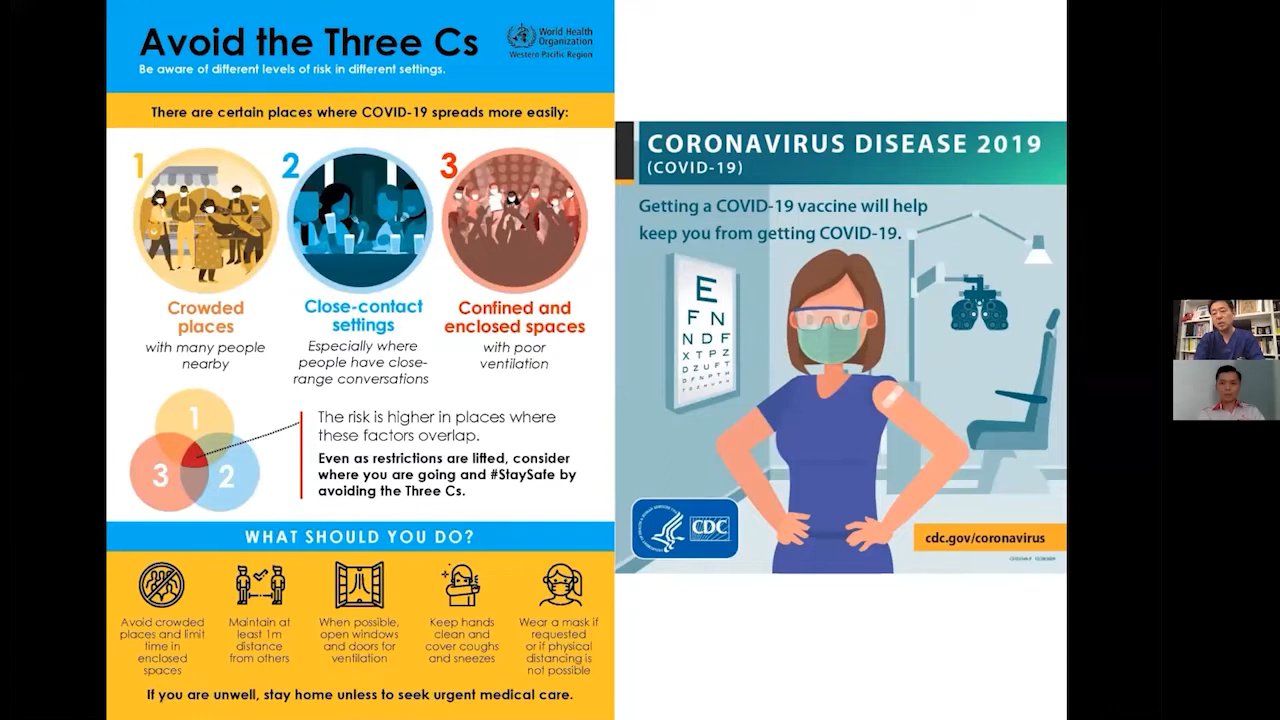 Avoid the Three Cs
World Health
Organization
Western Pacific Region
Be aware of different levels of risk in different settings.
There are certain places where COVID-19 spreads more easily:
1
2
3
Crowded
places
with many people
nearby
Close-contact
settings
Especially where
people have close-
range conversations
Confined and
enclosed spaces
with poor
ventilation
1
3
2
The risk is higher in places where
these factors overlap.
Even as restrictions are lifted, consider
where you are going and #StaySafe by
avoiding the Three Cs.
WHAT SHOULD YOU DO?
Avoid crowded
places and limit
time in
enclosed
spaces
Maintain at
least 1m
distance
from others
When possible,
open windows
and doors for
ventilation
Keep hands
clean and
cover coughs
and sneezes
Wear a mask if
requested
or if physical
distancing is
not possible
If you are unwell, stay home unless to seek urgent medical care.
CORONAVIRUS DISEASE 2019
(COVID-19)
Getting a COVID-19 vaccine will help
keep you from getting COVID-19.
E
F N
N D F
X T P Z
D Z U F T
CDC
cdc.gov/coronavirus